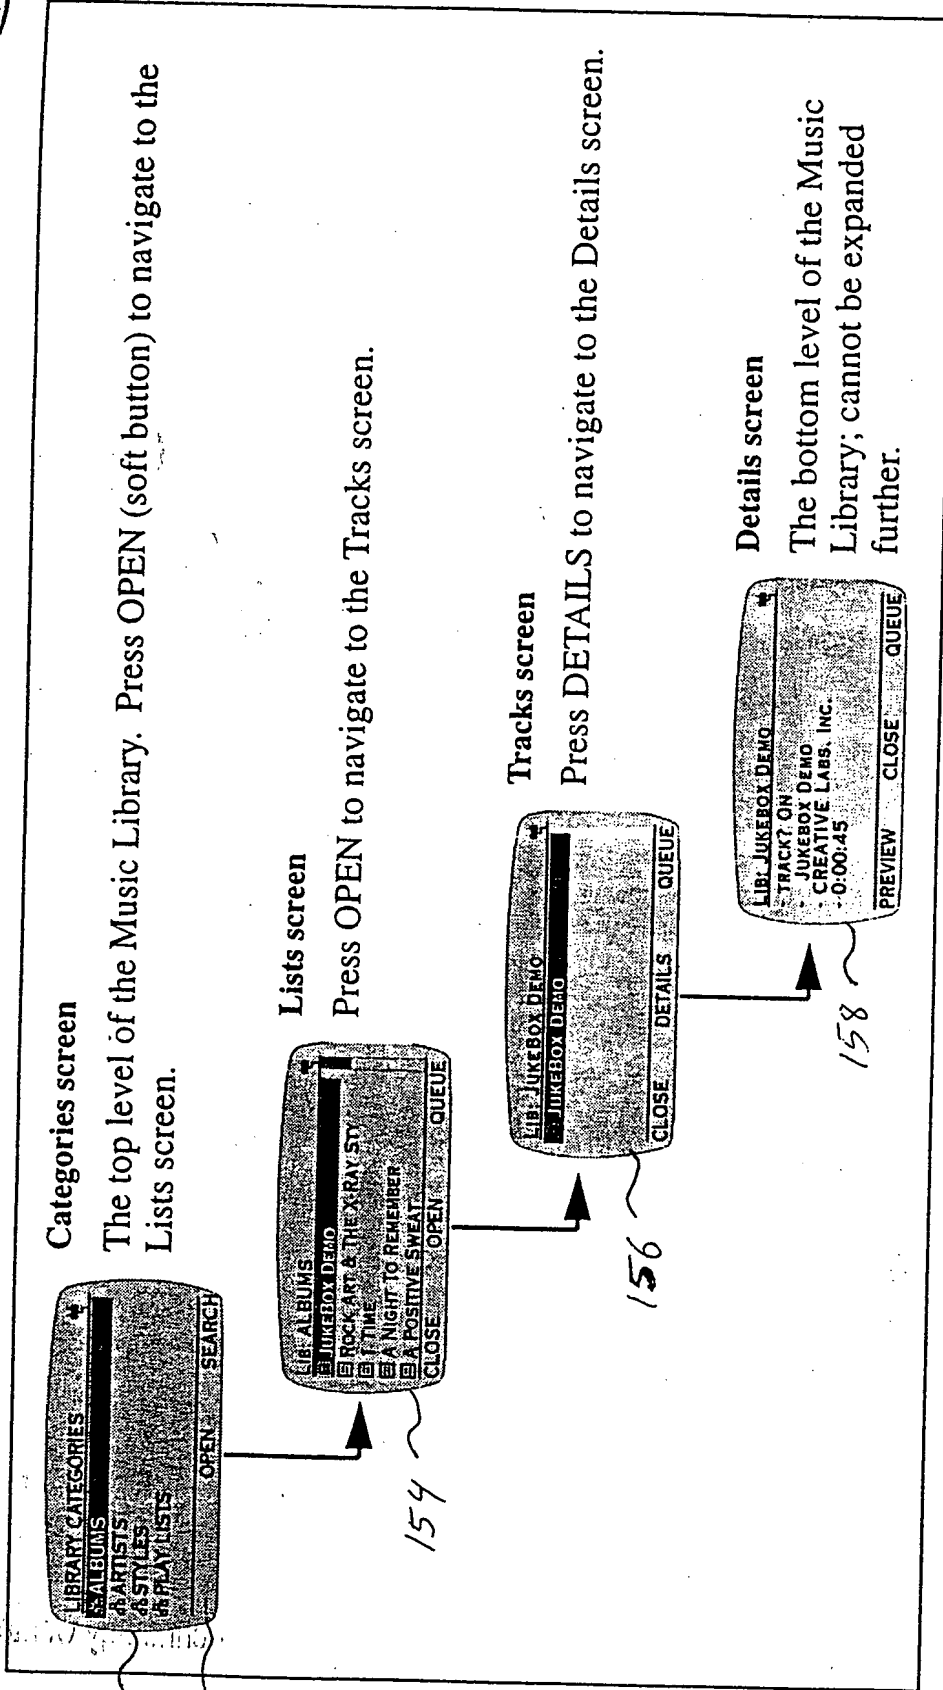 Categories screen
The top level of the Music Library. Press OPEN (soft button) to navigate to the
Lists screen.
LIBRARY CATEGORIES
ALBUMS
ARTISTS
STYLES
PLAY LISTS
OPEN SEARCH
Lists screen
Press OPEN to navigate to the Tracks screen.
LIB: ALBUMS
JUKEBOX DEMO
ROCK ART & THE X-RAY STY
1 TIME
A NIGHT TO REMEMBER
A POSITIVE SWEAT
CLOSE OPEN QUEUE
154
Tracks screen
Press DETAILS to navigate to the Details screen.
LIB: JUKEBOX DEMO
JUKEBOX DEMO
CLOSE DETAILS QUEUE
156
Details screen
The bottom level of the Music
Library; cannot be expanded
further.
LIB: JUKEBOX DEMO
- TRACK? ON
- JUKEBOX DEMO
- CREATIVE LABS. INC.
- 0:00:45
PREVIEW CLOSE QUEUE
158